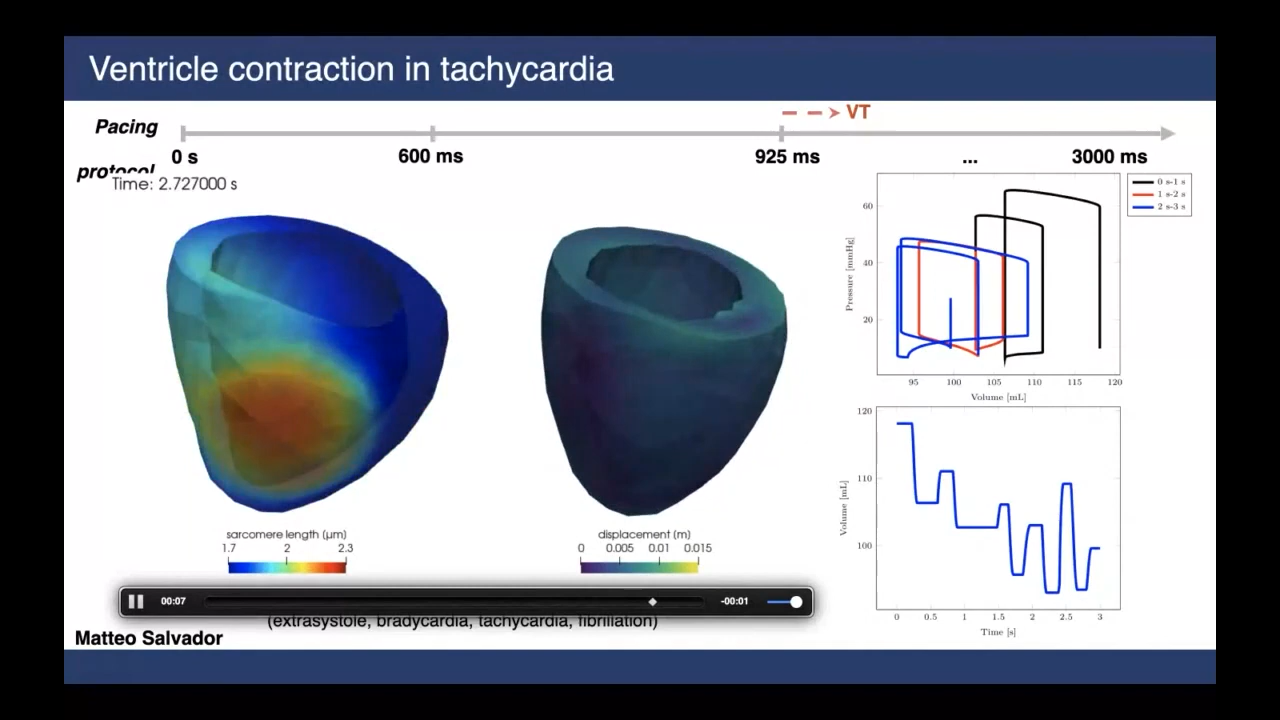 Ventricle contraction in tachycardia
VT
Pacing
protocol
0 s
600 ms
925 ms
...
3000 ms
Time: 2.727000 s
0 s-1 s
1 s-2 s
2 s-3 s
60
40
20
Pressure [mmHg]
95 100 105 110 115 120
Volume [mL]
120
110
100
Volume [mL]
0 0.5 1 1.5 2 2.5 3
Time [s]
sarcomere length (µm)
1.7 2 2.3
displacement (m)
0 0.005 0.01 0.015
00:07
-00:01
(extrasystole, bradycardia, tachycardia, fibrillation)
Matteo Salvador